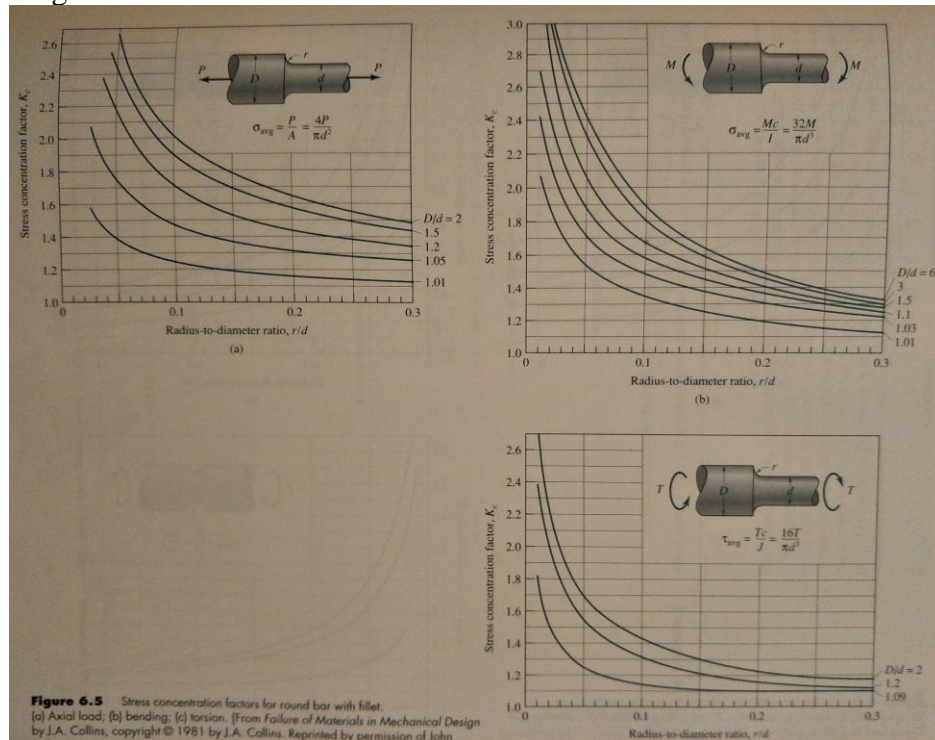 Stress concentration factor, K_c
2.6
2.4
2.2
2.0
1.8
1.6
1.4
1.2
1.0
P
D
r
d
P
σavg = P/A = 4P/πd²
D/d = 2
1.5
1.2
1.05
1.01
0
0.1
0.2
0.3
Radius-to-diameter ratio, r/d
(a)
Stress concentration factor, K_c
3.0
2.8
2.6
2.4
2.2
2.0
1.8
1.6
1.4
1.2
1.0
M
D
r
d
M
σavg = Mc/I = 32M/πd³
D/d = 6
3
1.5
1.1
1.03
1.01
0
0.1
0.2
0.3
Radius-to-diameter ratio, r/d
(b)
Stress concentration factor, K_c
2.6
2.4
2.2
2.0
1.8
1.6
1.4
1.2
1.0
T
D
r
d
T
τavg = Tc/J = 16T/πd³
D/d = 2
1.2
1.09
0
0.1
0.2
0.3
Radius-to-diameter ratio, r/d
Figure 6.5 Stress concentration factors for round bar with fillet.
(a) Axial load; (b) bending; (c) torsion. [From Failure of Materials in Mechanical Design
by J.A. Collins, copyright © 1981 by J.A. Collins. Reprinted by permission of John